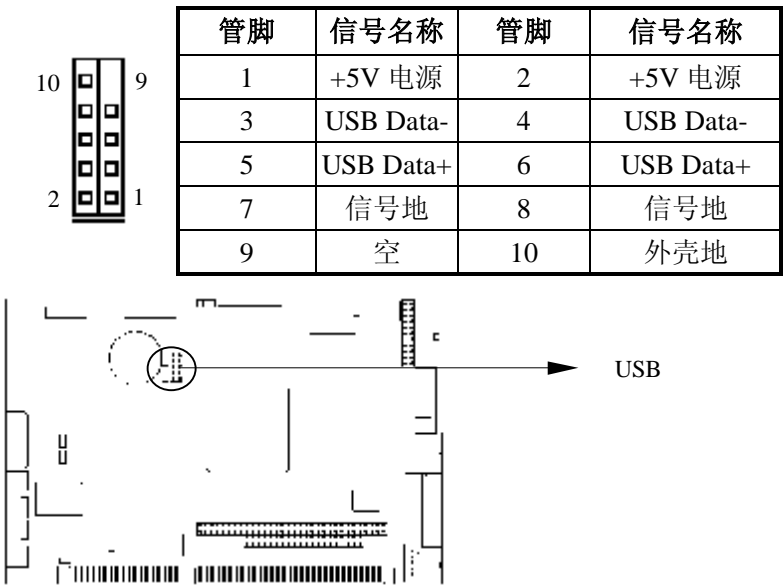 管脚 信号名称 管脚 信号名称
1 +5V 电源 2 +5V 电源
3 USB Data- 4 USB Data-
5 USB Data+ 6 USB Data+
7 信号地 8 信号地
9 空 10 外壳地
10 9
2 1
USB